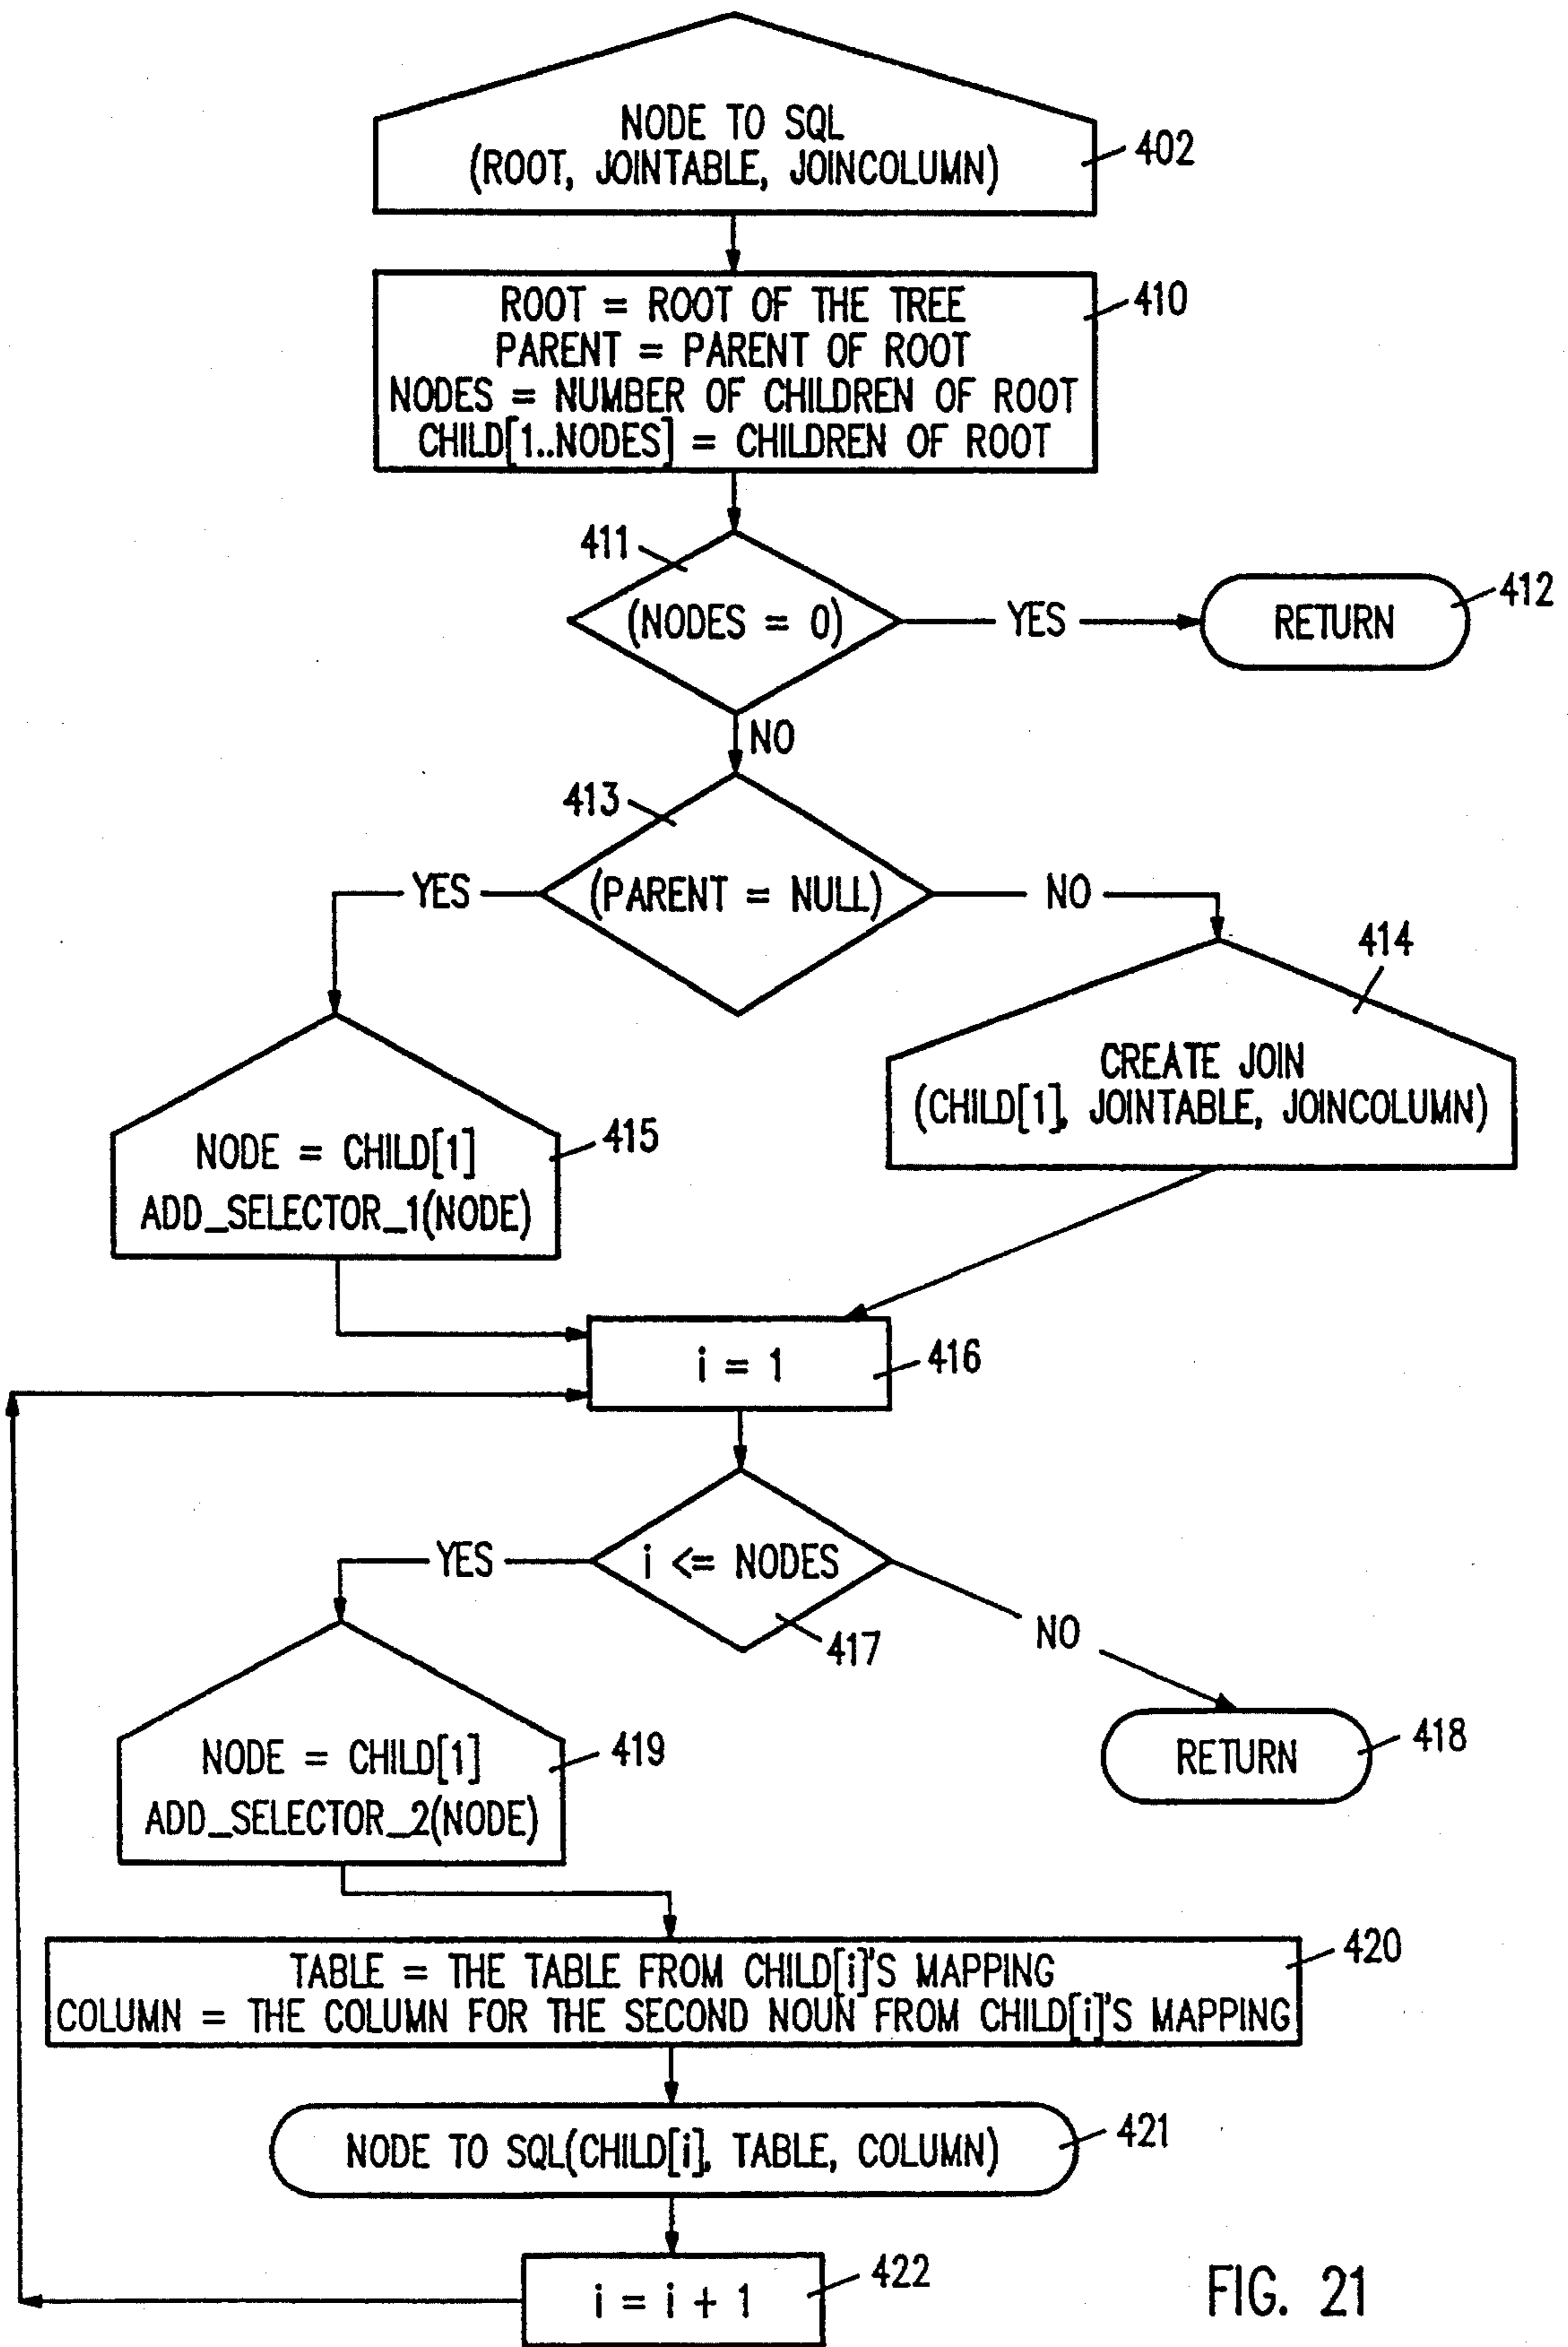 NODE TO SQL
(ROOT, JOINTABLE, JOINCOLUMN)
402
ROOT = ROOT OF THE TREE
PARENT = PARENT OF ROOT
NODES = NUMBER OF CHILDREN OF ROOT
CHILD[1..NODES] = CHILDREN OF ROOT
410
411
(NODES = 0)
YES
RETURN
412
NO
413
(PARENT = NULL)
YES
NO
414
CREATE JOIN
(CHILD[1], JOINTABLE, JOINCOLUMN)
NODE = CHILD[1]
ADD_SELECTOR_1(NODE)
415
i = 1
416
i <= NODES
YES
417
NO
RETURN
418
NODE = CHILD[1]
ADD_SELECTOR_2(NODE)
419
TABLE = THE TABLE FROM CHILD[i]'S MAPPING
COLUMN = THE COLUMN FOR THE SECOND NOUN FROM CHILD[i]'S MAPPING
420
NODE TO SQL(CHILD[i], TABLE, COLUMN)
421
i = i + 1
422
FIG. 21